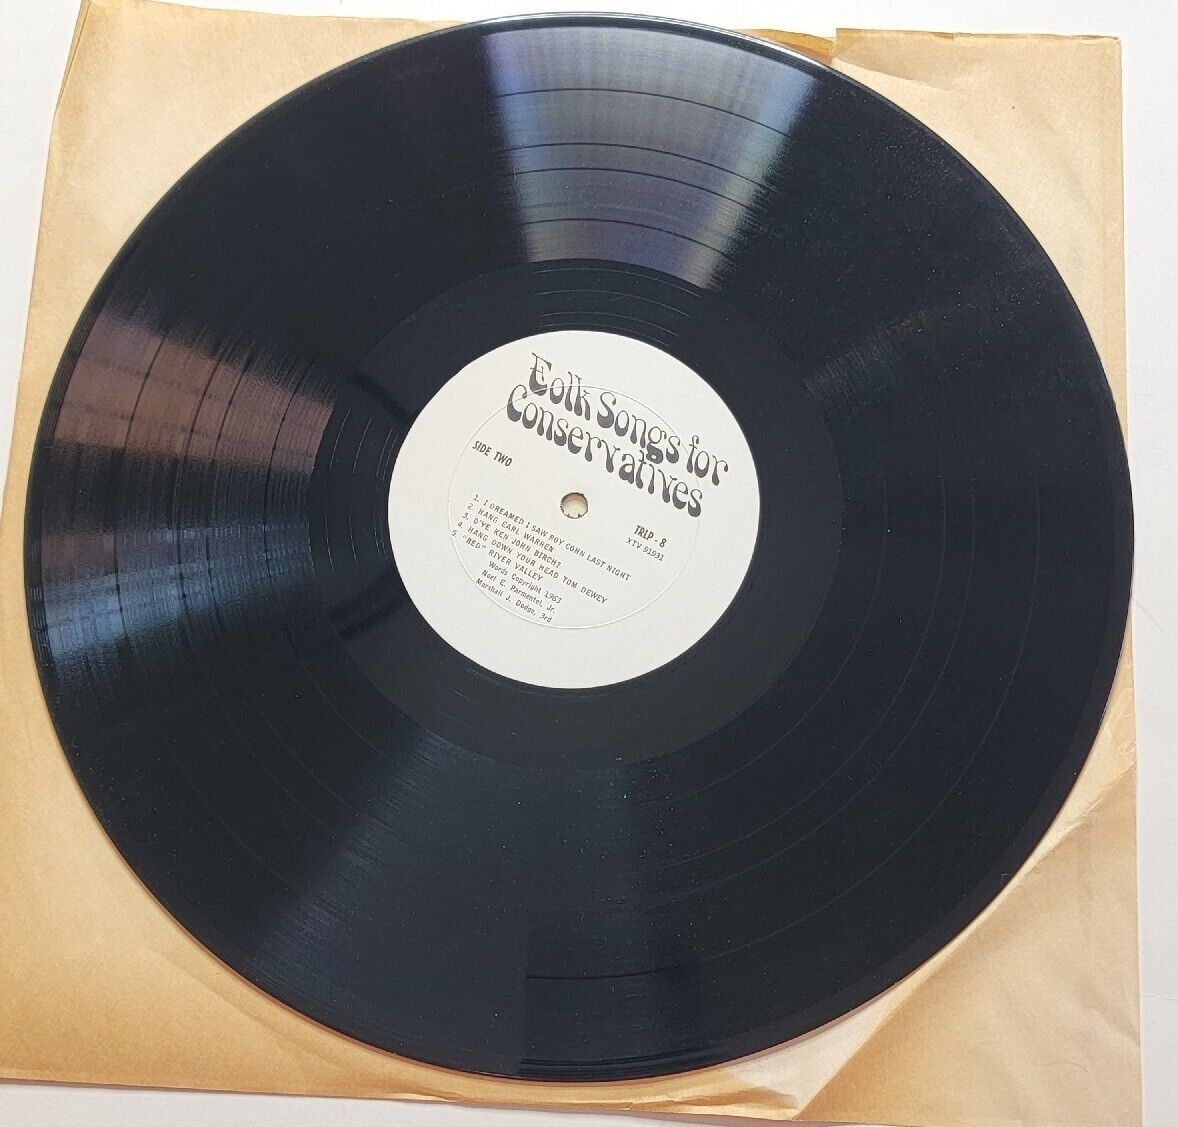 Folk Songs for
Conservatives
SIDE TWO
TRLP - 8
XTV 91931
1. I DREAMED I SAW ROY COHN LAST NIGHT
2. HANG EARL WARREN
3. D'YE KEN JOHN BIRCH?
4. HANG DOWN YOUR HEAD TOM DEWEY
5. "RED" RIVER VALLEY
Words Copyright 1963
Noel E. Parmentel, Jr.
Marshall J. Dodge, 3rd